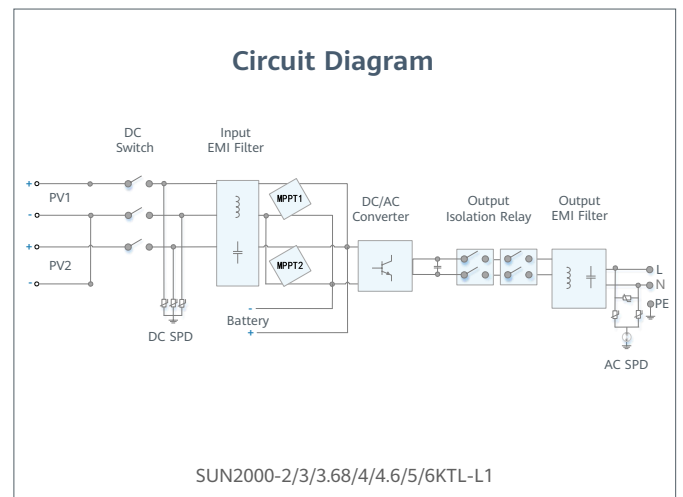 Circuit Diagram
DC
Switch
Input
EMI Filter
DC/AC
Converter
Output
Isolation Relay
Output
EMI Filter
+
PV1
-
+
PV2
-
MPPT1
MPPT2
-
Battery
+
DC SPD
L
N
PE
AC SPD
SUN2000-2/3/3.68/4/4.6/5/6KTL-L1